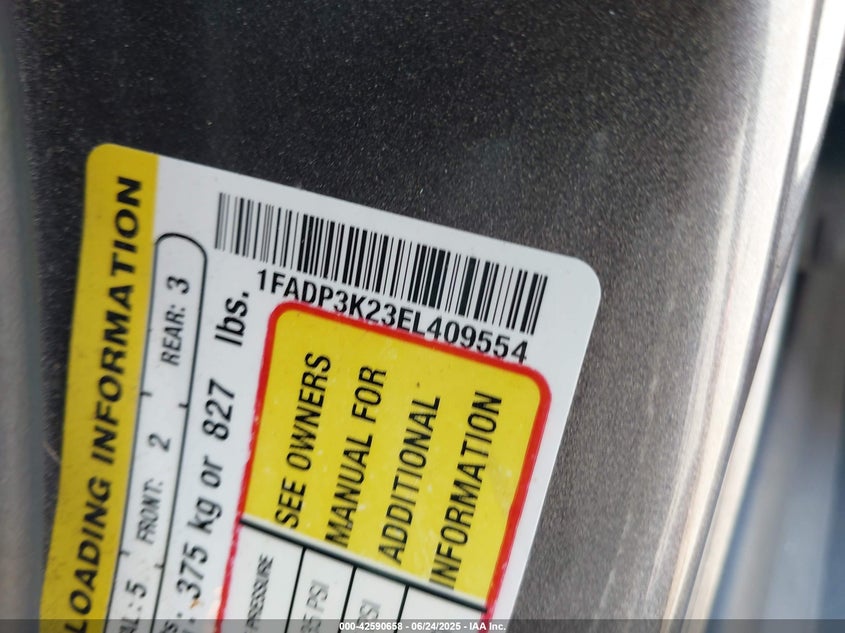 1FADP3K23EL409554
LOADING INFORMATION
AL: 5 FRONT: 2 REAR: 3
375 kg or 827 lbs.
SEE OWNERS
MANUAL FOR
ADDITIONAL
INFORMATION
PRESSURE
35 PSI
000-42590658 - 06/24/2025 - IAA Inc.